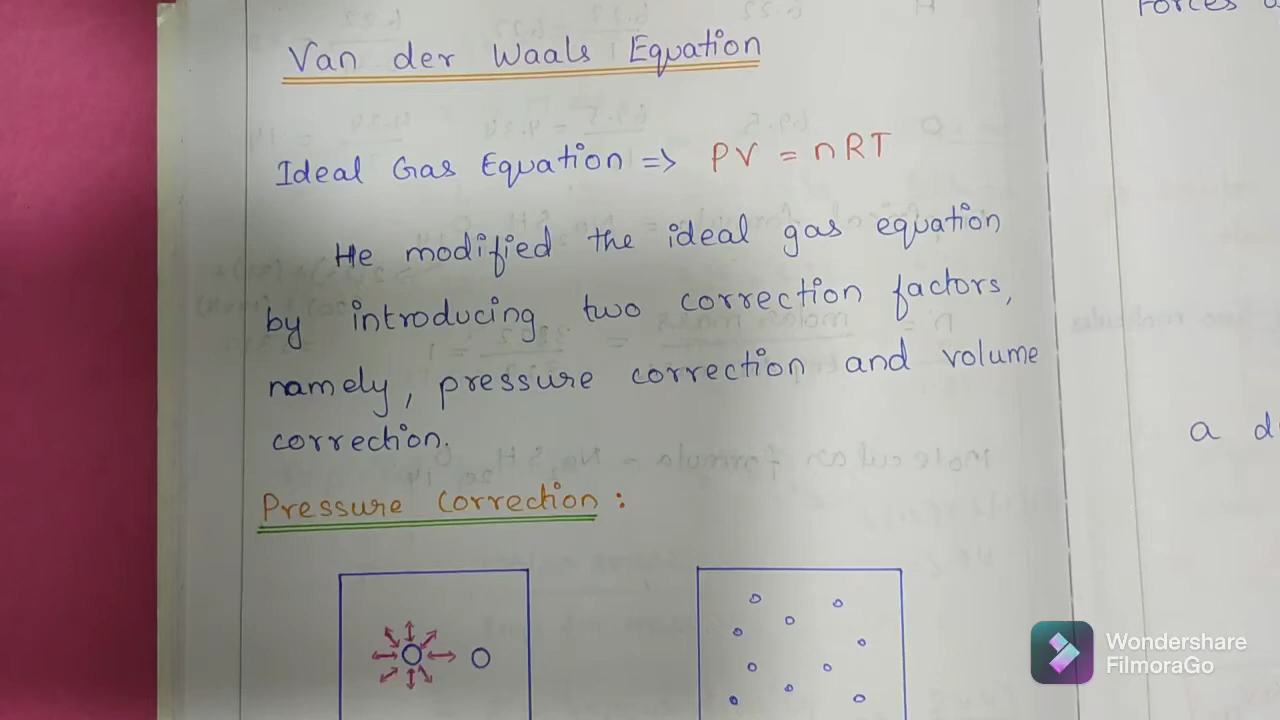 Forces
Van der Waals Equation
Ideal Gas Equation => PV = nRT
He modified the ideal gas equation
by introducing two correction factors,
namely, pressure correction and volume
correction.
a d
Pressure Correction :
Wondershare
FilmoraGo